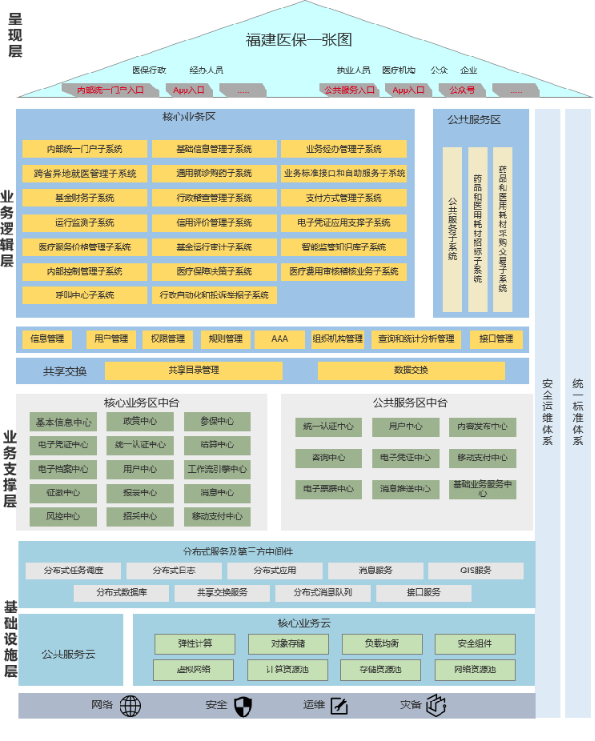 呈现层
福建医保一张图
医保行政 经办人员 执业人员 医疗机构 公众 企业
内部统一门户入口 App入口 ...... 公共服务入口 App入口 公众号 ......
业务逻辑层
核心业务区
内部统一门户子系统 基础信息管理子系统 业务经办管理子系统
跨省异地就医管理子系统 通用就诊购药子系统 业务标准接口和自助服务子系统
基金财务子系统 行政稽查管理子系统 支付方式管理子系统
运行监测子系统 信用评价管理子系统 电子凭证应用支撑子系统
医疗服务价格管理子系统 基金运行审计子系统 智能监管知识库子系统
内部控制管理子系统 医疗保障决策子系统 医疗费用审核稽核业务子系统
呼叫中心子系统 行政自动化和投诉举报子系统
公共服务区
公共服务子系统
药品和医用耗材招标子系统
药品和医用耗材采购交易子系统
信息管理 用户管理 权限管理 规则管理 AAA 组织机构管理 查询和统计分析管理 接口管理
共享交换 共享目录管理 数据交换
业务支撑层
核心业务区中台
基本信息中心 政策中心 参保中心
电子凭证中心 统一认证中心 结算中心
电子档案中心 用户中心 工作流引擎中心
征缴中心 报表中心 消息中心
风控中心 招采中心 移动支付中心
公共服务区中台
统一认证中心 用户中心 内容发布中心
咨询中心 电子凭证中心 移动支付中心
电子票据中心 消息推送中心 基础业务服务中心
基础设施层
分布式服务及第三方中间件
分布式任务调度 分布式日志 分布式应用 消息服务 GIS服务
分布式数据库 共享交换服务 分布式消息队列 接口服务
公共服务云
核心业务云
弹性计算 对象存储 负载均衡 安全组件
虚拟网络 计算资源池 存储资源池 网络资源池
网络 安全 运维 灾备
安全运维体系
统一标准体系